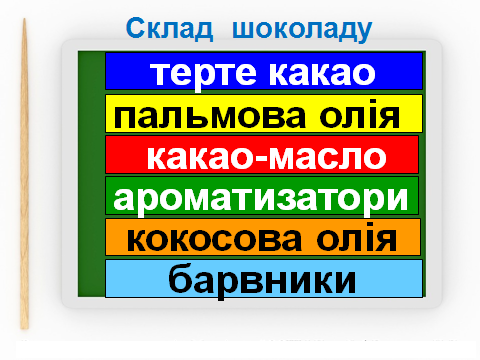 Склад шоколаду
терте какао
пальмова олія
какао-масло
ароматизатори
кокосова олія
барвники